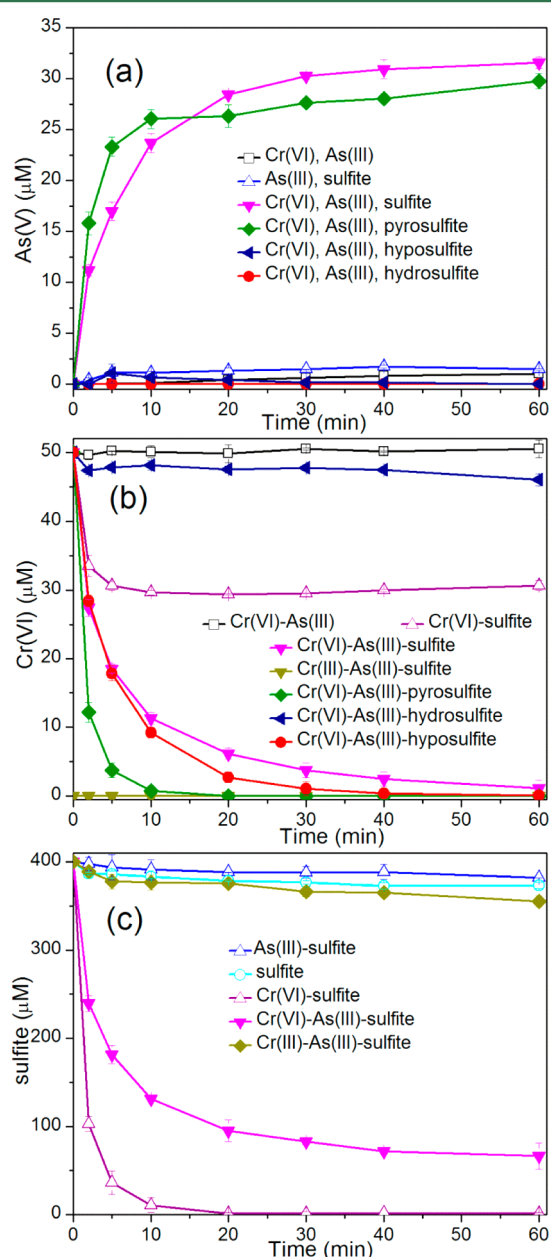 35
30
25
20
15
10
5
0
As(V) (μM)
(a)
Cr(VI), As(III)
As(III), sulfite
Cr(VI), As(III), sulfite
Cr(VI), As(III), pyrosulfite
Cr(VI), As(III), hyposulfite
Cr(VI), As(III), hydrosulfite
0 10 20 30 40 50 60
Time (min)
50
40
30
20
10
0
Cr(VI) (μM)
(b)
Cr(VI)-As(III) Cr(VI)-sulfite
Cr(VI)-As(III)-sulfite
Cr(III)-As(III)-sulfite
Cr(VI)-As(III)-pyrosulfite
Cr(VI)-As(III)-hydrosulfite
Cr(VI)-As(III)-hyposulfite
0 10 20 30 40 50 60
Time (min)
400
300
200
100
0
sulfite (μM)
(c)
As(III)-sulfite
sulfite
Cr(VI)-sulfite
Cr(VI)-As(III)-sulfite
Cr(III)-As(III)-sulfite
0 10 20 30 40 50 60
Time (min)